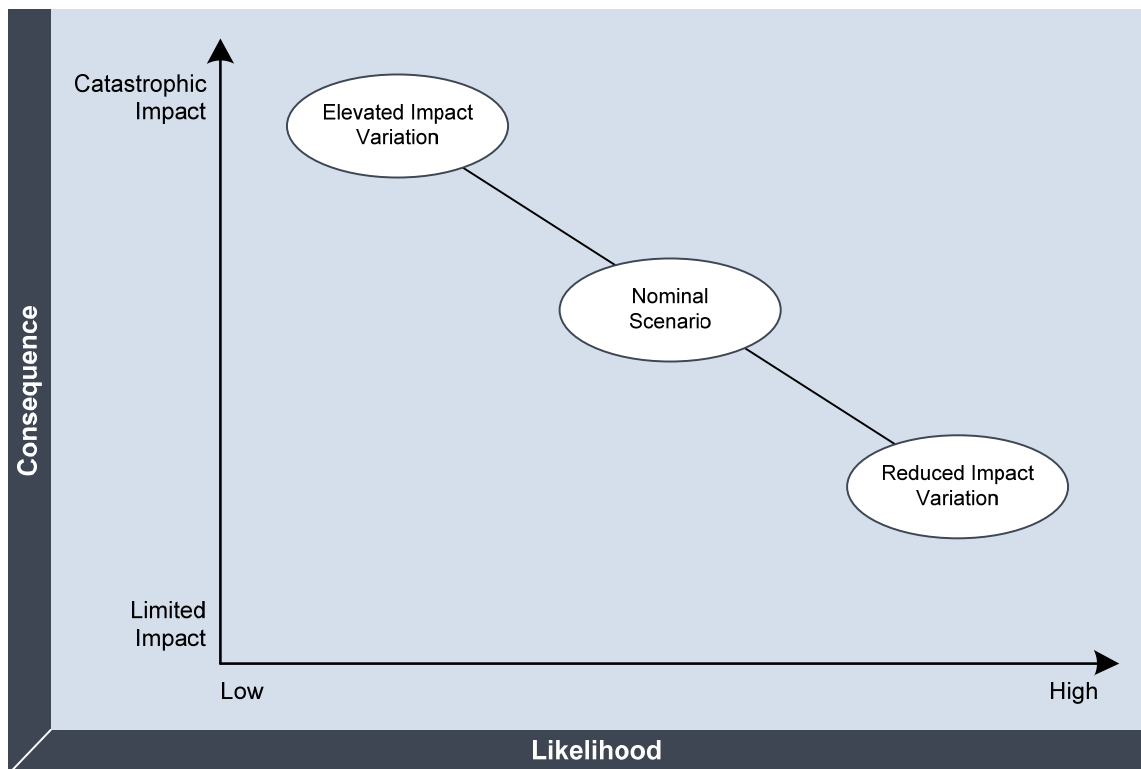 Catastrophic
Impact
Elevated Impact
Variation
Nominal
Scenario
Reduced Impact
Variation
Consequence
Limited
Impact
Low
High
Likelihood